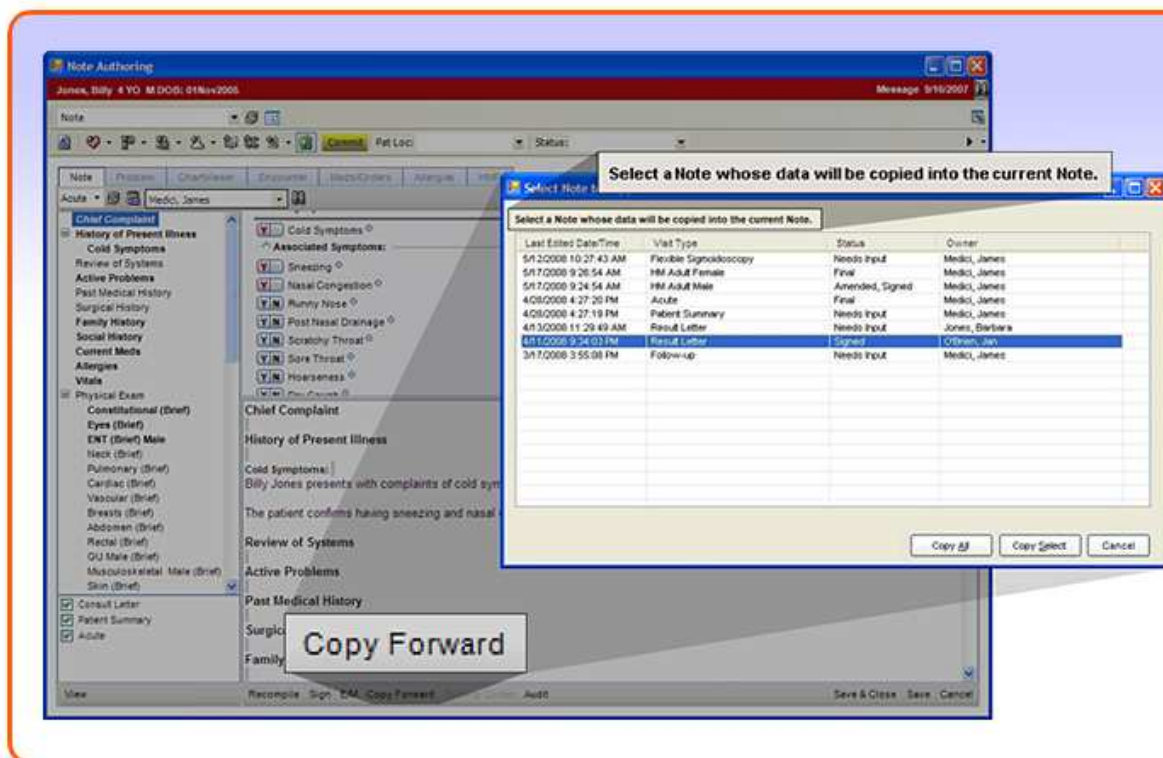 Note Authoring
Jones, Billy 4 YO M DOB: 01Nov2005
Message 9/16/2007
Note
Commit Pat Loc: Status:
Note Problem ChartViewer Encounter Meds/Orders Allergies
Acute Medici, James
Chief Complaint
History of Present Illness
Cold Symptoms
Review of Systems
Active Problems
Past Medical History
Surgical History
Family History
Social History
Current Meds
Allergies
Vitals
Physical Exam
Constitutional (Brief)
Eyes (Brief)
ENT (Brief) Male
Neck (Brief)
Pulmonary (Brief)
Cardiac (Brief)
Vascular (Brief)
Breasts (Brief)
Abdomen (Brief)
Rectal (Brief)
GU Male (Brief)
Musculoskeletal Male (Brief)
Skin (Brief)
Consult Letter
Patient Summary
Acute
Y Cold Symptoms
Associated Symptoms:
Y Sneezing
Y Nasal Congestion
Y N Runny Nose
Y N Post Nasal Drainage
Y N Scratchy Throat
Y N Sore Throat
Y N Hoarseness
Y N Dry Cough
Chief Complaint
History of Present Illness
Cold Symptoms:
Billy Jones presents with complaints of cold sym
The patient confirms having sneezing and nasal
Review of Systems
Active Problems
Past Medical History
Surgic
Family
Copy Forward
View Recompile Sign E/M Copy Forward Audit Save & Close Save Cancel
Select a Note whose data will be copied into the current Note.
Select Note t
Select a Note whose data will be copied into the current Note.
Last Edited Date/Time Visit Type Status Owner
5/12/2008 10:27:43 AM Flexible Sigmoidoscopy Needs Input Medici, James
5/17/2008 9:26:54 AM HM Adult Female Final Medici, James
5/17/2008 9:24:54 AM HM Adult Male Amended, Signed Medici, James
4/28/2008 4:27:20 PM Acute Final Medici, James
4/28/2008 4:27:19 PM Patient Summary Needs Input Medici, James
4/13/2008 11:29:49 AM Result Letter Needs Input Jones, Barbara
4/11/2008 9:34:03 PM Result Letter Signed O'Brien, Jan
3/17/2008 3:55:08 PM Follow-up Needs Input Medici, James
Copy All Copy Select Cancel